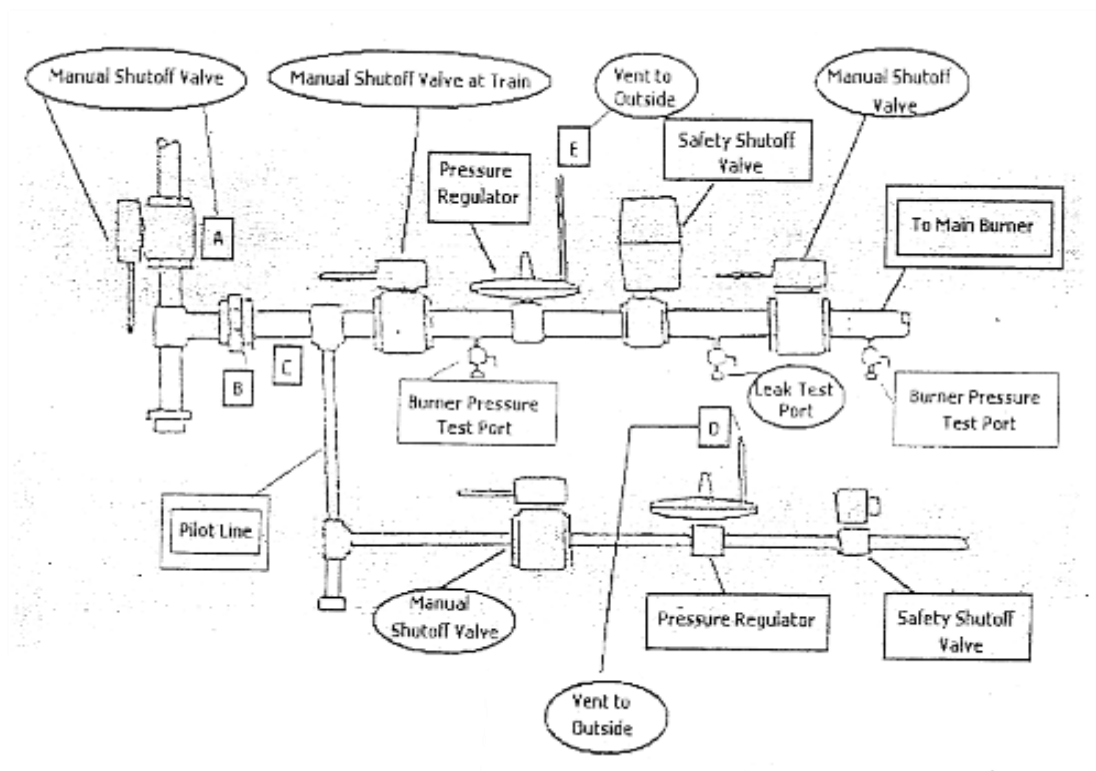 Manual Shutoff Valve
Manual Shutoff Valve at Train
Vent to
Outside
Manual Shutoff
Valve
E
Safety Shutoff
Valve
Pressure
Regulator
A
To Main Burner
B
C
Burner Pressure
Test Port
Leak Test
Port
Burner Pressure
Test Port
D
Pilot Line
Manual
Shutoff Valve
Pressure Regulator
Safety Shutoff
Valve
Vent to
Outside